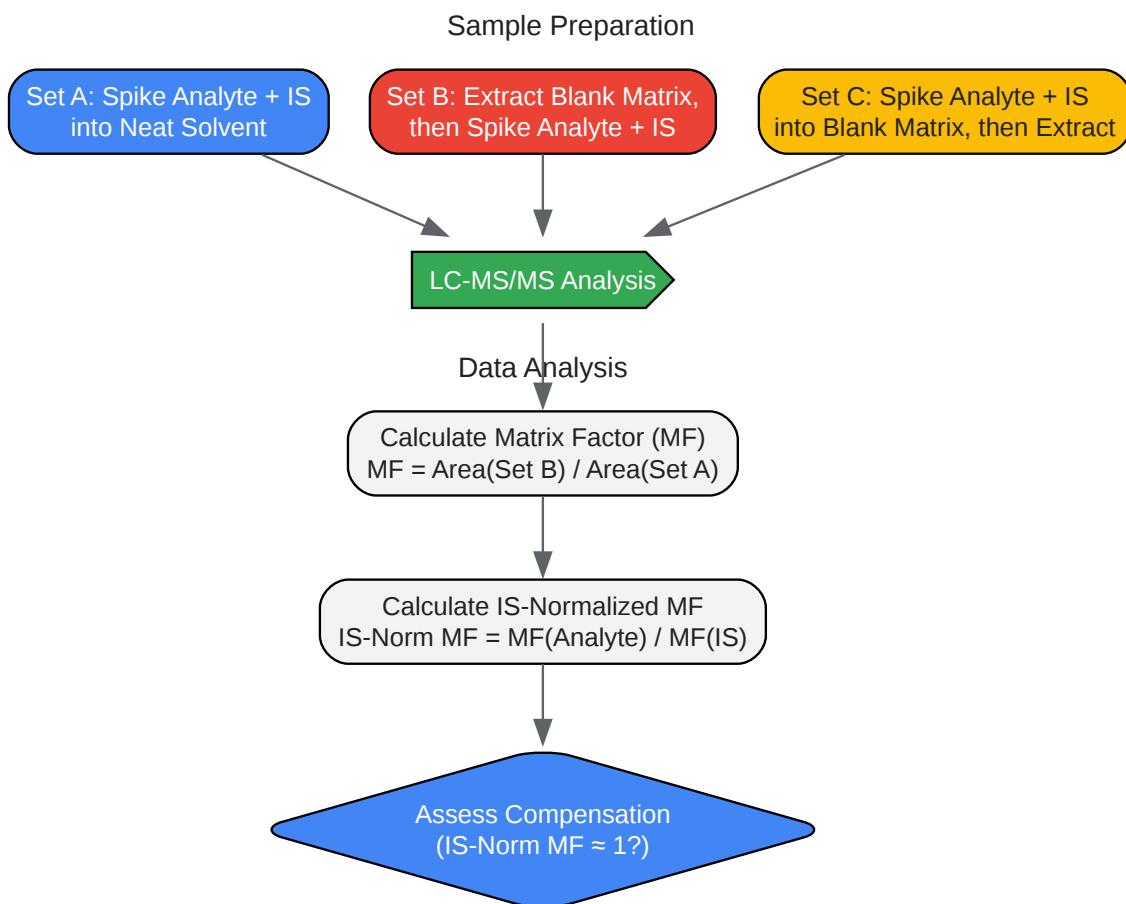 Sample Preparation
Set A: Spike Analyte + IS
into Neat Solvent
Set B: Extract Blank Matrix,
then Spike Analyte + IS
Set C: Spike Analyte + IS
into Blank Matrix, then Extract
LC-MS/MS Analysis
Data Analysis
Calculate Matrix Factor (MF)
MF = Area(Set B) / Area(Set A)
Calculate IS-Normalized MF
IS-Norm MF = MF(Analyte) / MF(IS)
Assess Compensation
(IS-Norm MF ≈ 1?)